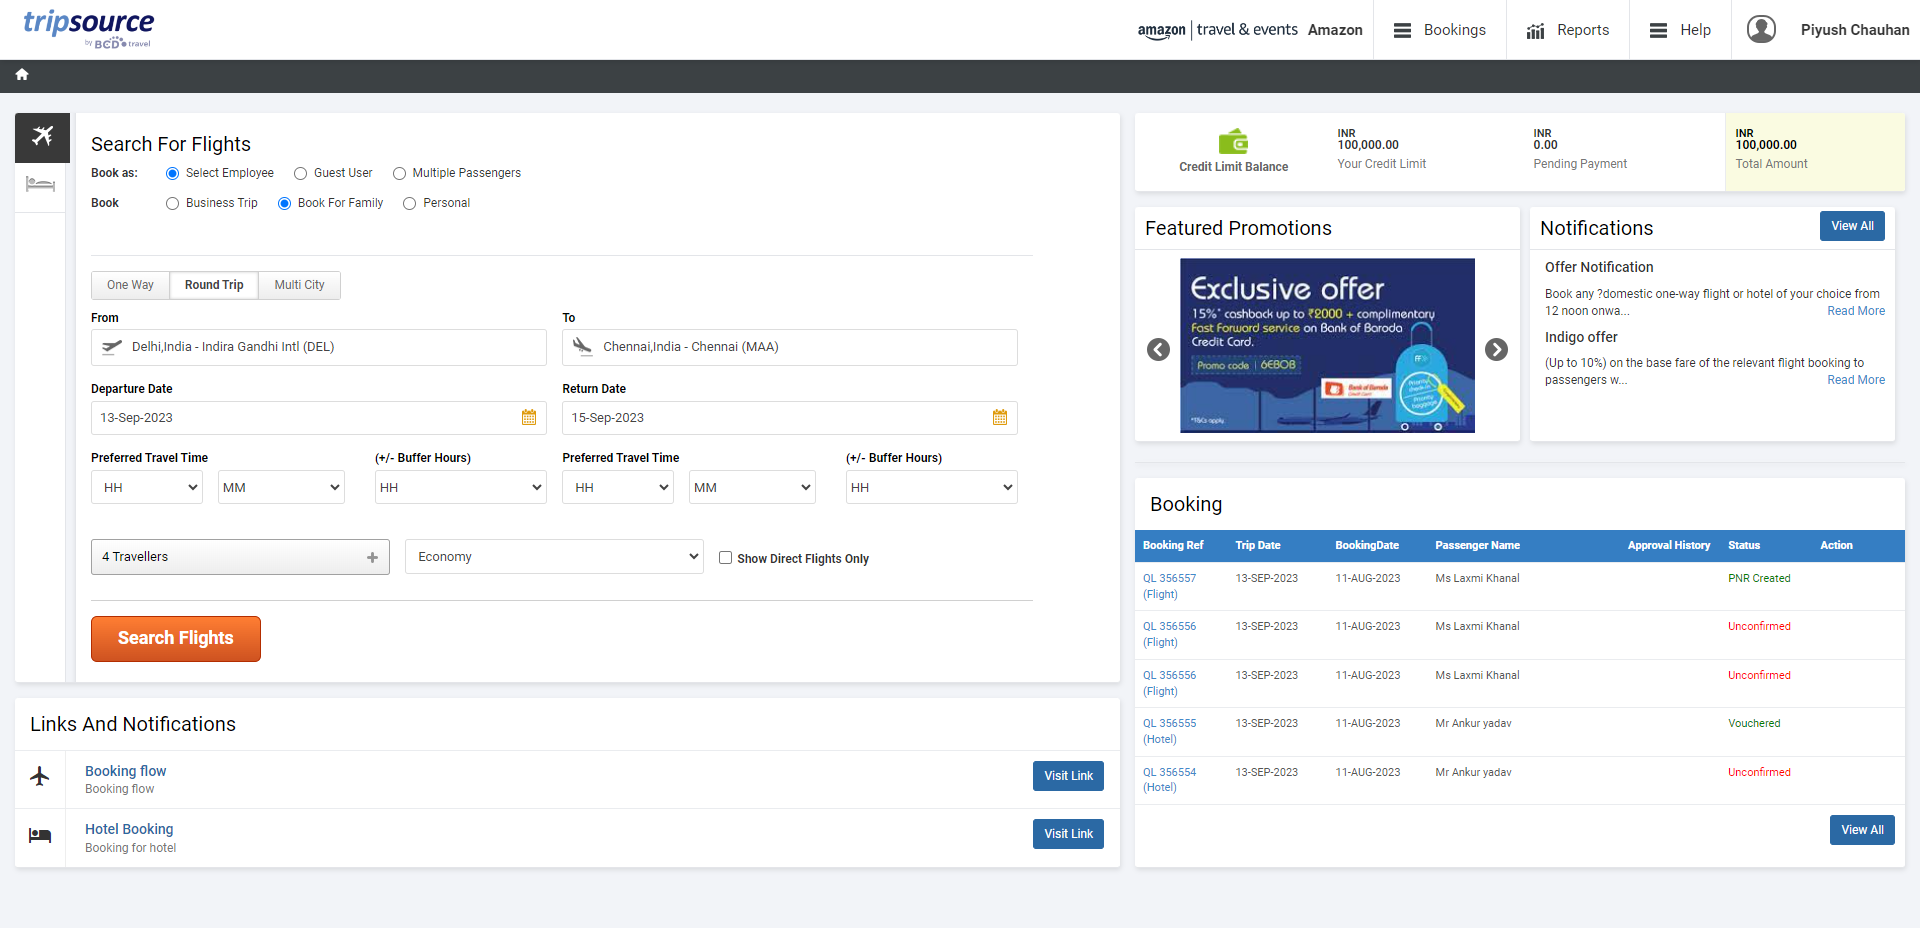 tripsource
by BCD travel
amazon | travel & events Amazon
Bookings
Reports
Help
Piyush Chauhan
Search For Flights
Book as: Select Employee Guest User Multiple Passengers
Book Business Trip Book For Family Personal
One Way Round Trip Multi City
From To
Delhi,India - Indira Gandhi Intl (DEL) Chennai,India - Chennai (MAA)
Departure Date Return Date
13-Sep-2023 15-Sep-2023
Preferred Travel Time (+/- Buffer Hours) Preferred Travel Time (+/- Buffer Hours)
HH MM HH HH MM HH
4 Travellers + Economy Show Direct Flights Only
Search Flights
Links And Notifications
Booking flow
Booking flow
Visit Link
Hotel Booking
Booking for hotel
Visit Link
Credit Limit Balance
INR
100,000.00
Your Credit Limit
INR
0.00
Pending Payment
INR
100,000.00
Total Amount
Featured Promotions
Exclusive offer
15%* cashback up to ₹2000 + complimentary
Fast Forward service on Bank of Baroda
Credit Card.
Promo code | 6EBOB
Bank of Baroda
Credit Card
Priority
check-in
Priority
baggage
*T&Cs apply.
Notifications
View All
Offer Notification
Book any ?domestic one-way flight or hotel of your choice from
12 noon onwa... Read More
Indigo offer
(Up to 10%) on the base fare of the relevant flight booking to
passengers w... Read More
Booking
Booking Ref Trip Date BookingDate Passenger Name Approval History Status Action
QL 356557 13-SEP-2023 11-AUG-2023 Ms Laxmi Khanal PNR Created
(Flight)
QL 356556 13-SEP-2023 11-AUG-2023 Ms Laxmi Khanal Unconfirmed
(Flight)
QL 356556 13-SEP-2023 11-AUG-2023 Ms Laxmi Khanal Unconfirmed
(Flight)
QL 356555 13-SEP-2023 11-AUG-2023 Mr Ankur yadav Vouchered
(Hotel)
QL 356554 13-SEP-2023 11-AUG-2023 Mr Ankur yadav Unconfirmed
(Hotel)
View All